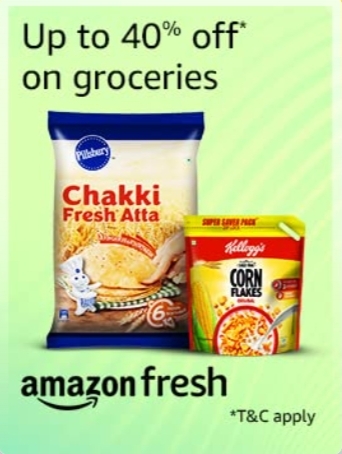 Up to 40% off*
on groceries
Pillsbury
Chakki
Fresh Atta
6
SUPER SAVER PACK
Kellogg's
CORN
FLAKES
amazon fresh
*T&C apply